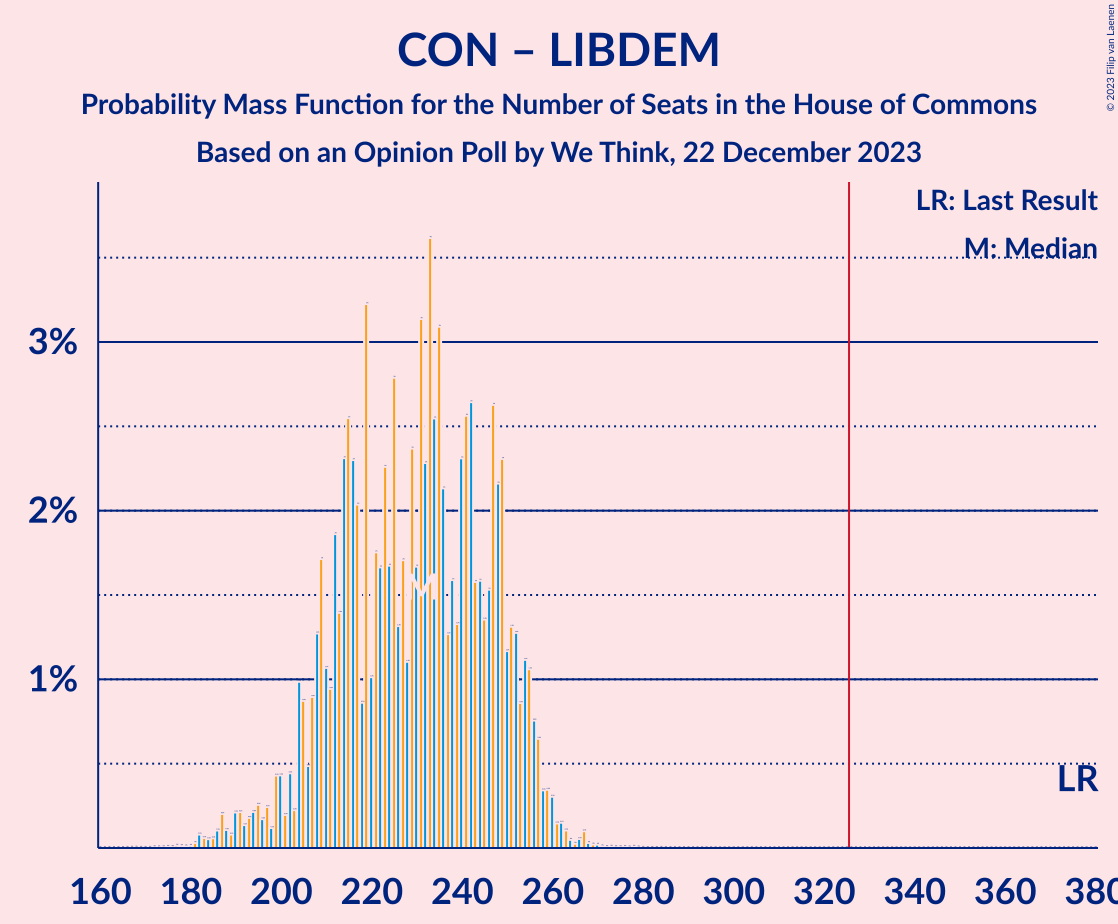 CON – LIBDEM
Probability Mass Function for the Number of Seats in the House of Commons
Based on an Opinion Poll by We Think, 22 December 2023
© 2023 Filip van Laenen
LR: Last Result
M: Median
3%
2%
1%
M
LR
160 180 200 220 240 260 280 300 320 340 360 380